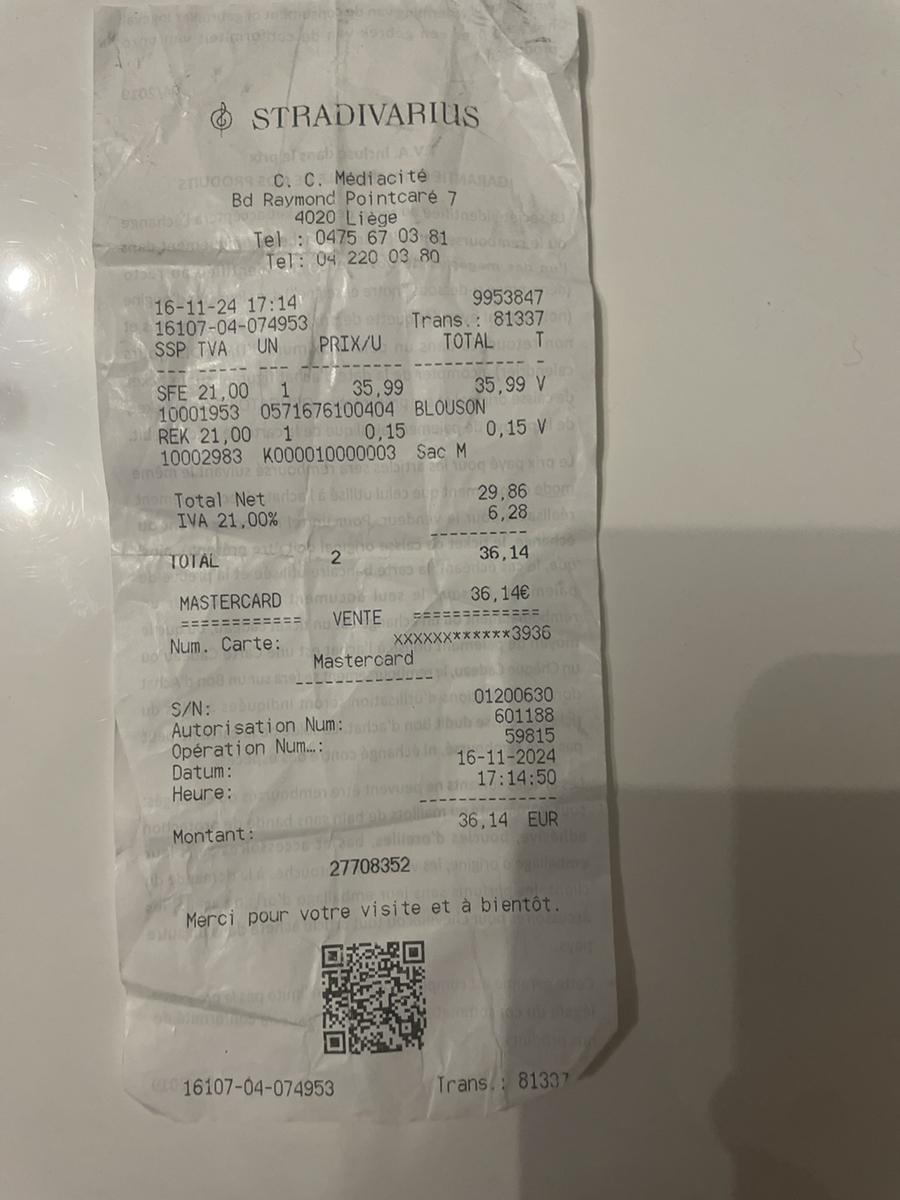 STRADIVARIUS
C. C. Médiacité
Bd Raymond Pointcaré 7
4020 Liège
Tel : 0475 67 03 81
Tel: 04 220 03 80
16-11-24 17:14 9953847
16107-04-074953 Trans.: 81337
SSP TVA UN PRIX/U TOTAL T
--- ----- --- ---------- ----------- -
SFE 21,00 1 35,99 35,99 V
10001953 0571676100404 BLOUSON
REK 21,00 1 0,15 0,15 V
10002983 K000010000003 Sac M
Total Net 29,86
IVA 21,00% 6,28
----------
TOTAL 2 36,14
MASTERCARD 36,14€
============ VENTE =============
Num. Carte: XXXXXX******3936
Mastercard
--------------
S/N: 01200630
Autorisation Num: 601188
Opération Num…: 59815
Datum: 16-11-2024
Heure: 17:14:50
--------------
Montant: 36,14 EUR
27708352
Merci pour votre visite et à bientôt.
16107-04-074953 Trans.: 81337